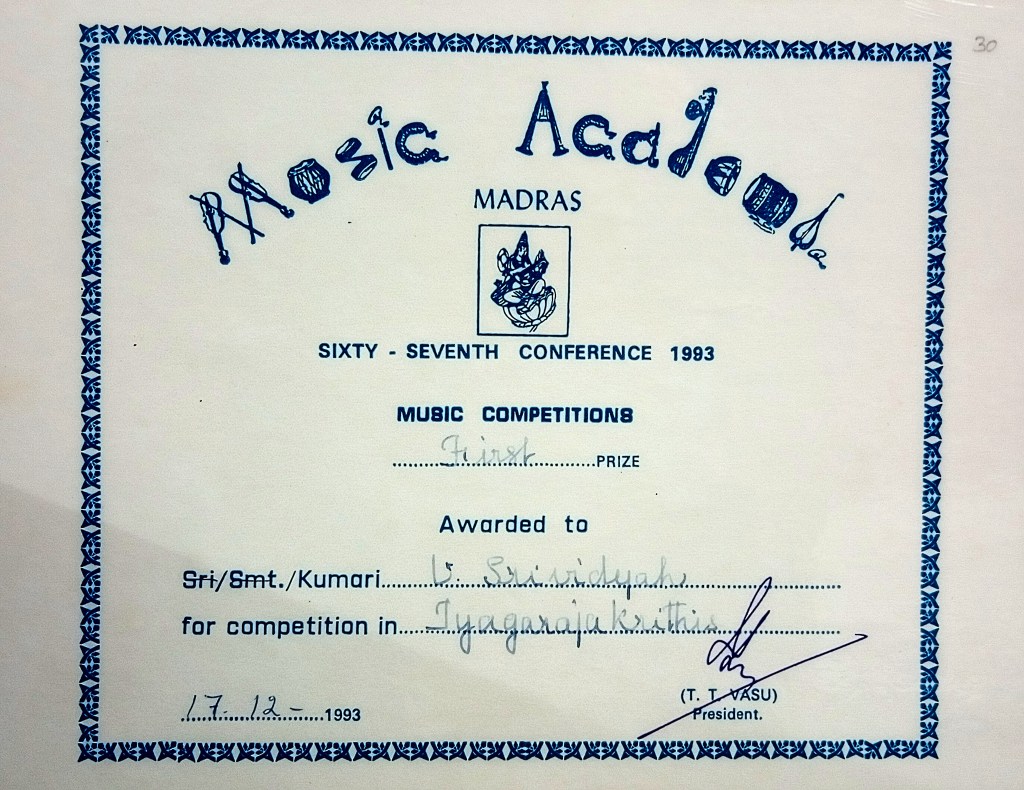 30
Music Academy
MADRAS
SIXTY - SEVENTH CONFERENCE 1993
MUSIC COMPETITIONS
First PRIZE
Awarded to
Sri/Smt./Kumari V. Srividyah
for competition in Tyagaraja Krithis
17-12-1993
(T. T. VASU)
President.